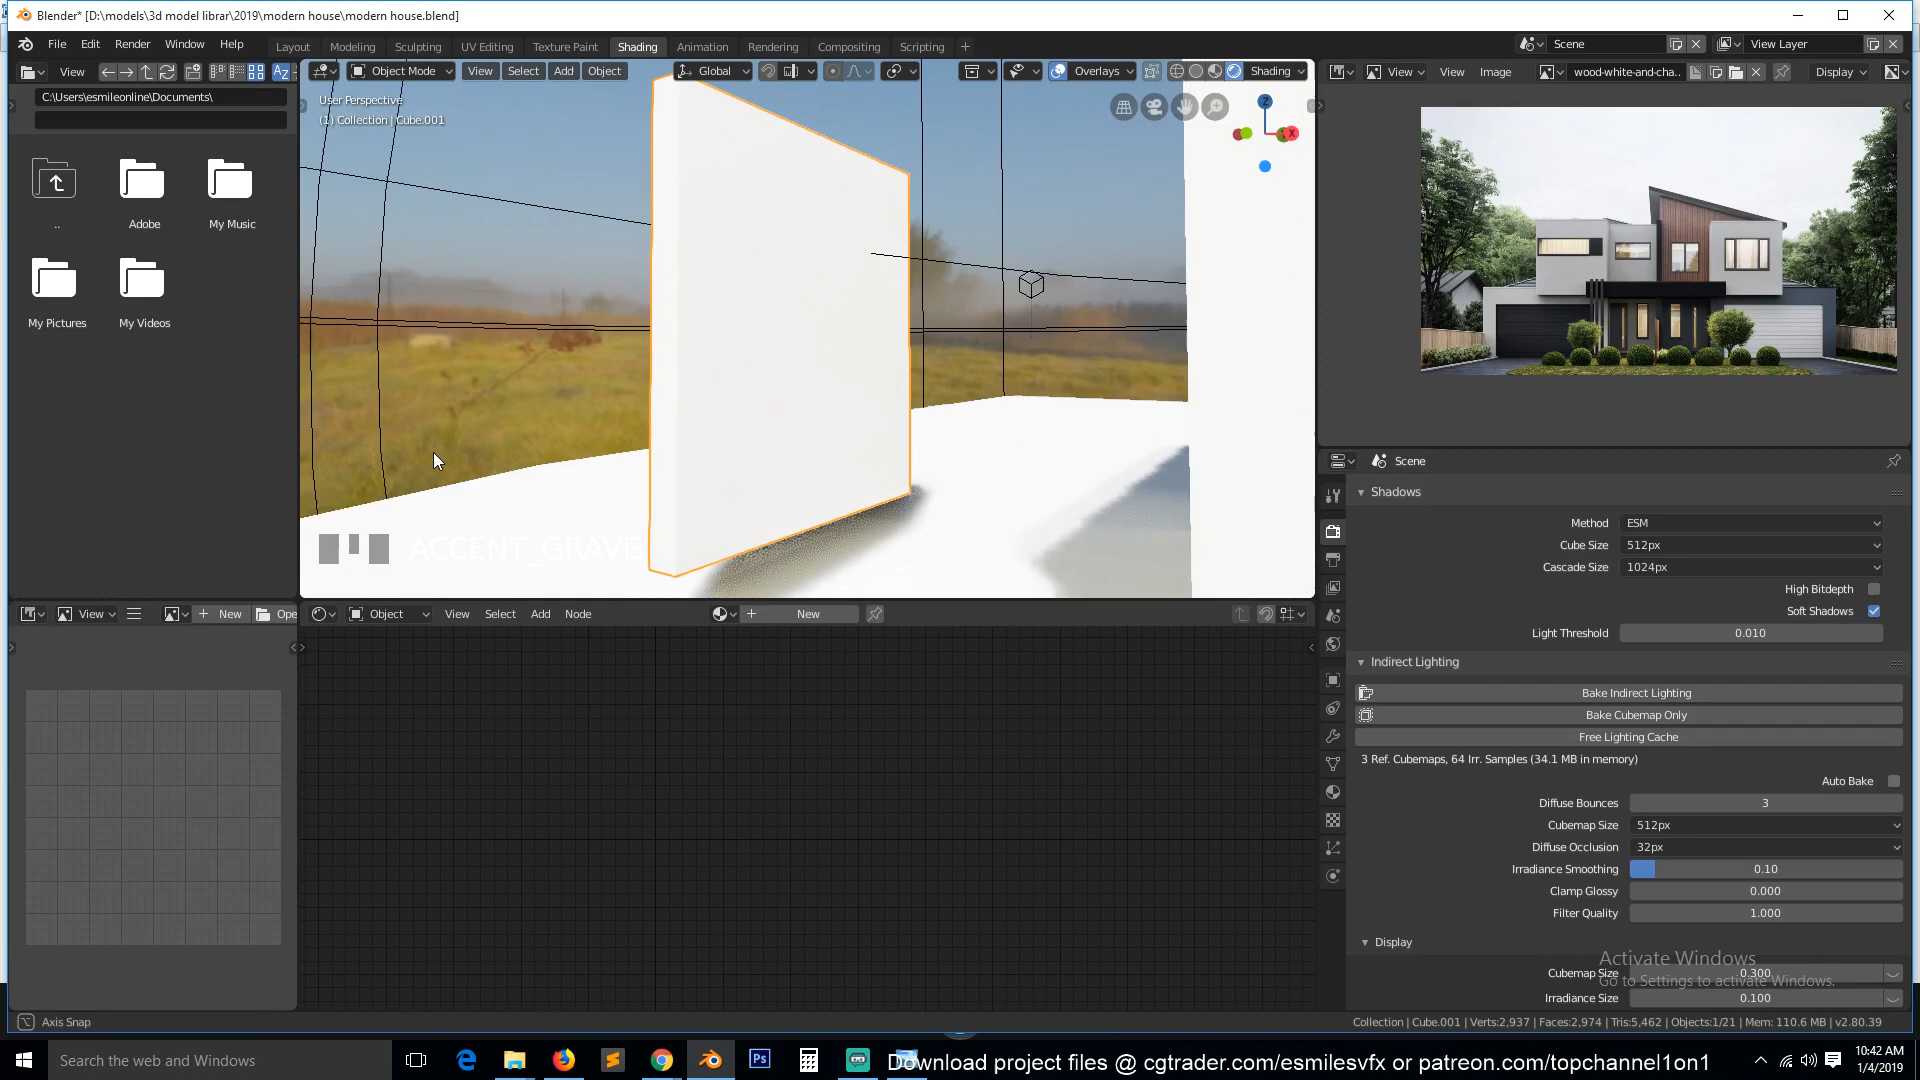 Blender* [D:\models\3d model librar\2019\modern house\modern house.blend]
File Edit Render Window Help
Layout Modeling Sculpting UV Editing Texture Paint Shading Animation Rendering Compositing Scripting +
Scene View Layer
View
Object Mode View Select Add Object Global Overlays Shading
View View Image wood-white-and-cha.. Display
C:\Users\esmileonline\Documents\
User Perspective
(1) Collection | Cube.001
Z
X
..
Adobe
My Music
My Pictures
My Videos
ACCENT_GRAVE
Scene
Shadows
Method ESM
Cube Size 512px
Cascade Size 1024px
High Bitdepth
Soft Shadows
Light Threshold 0.010
Indirect Lighting
Bake Indirect Lighting
Bake Cubemap Only
Free Lighting Cache
3 Ref. Cubemaps, 64 Irr. Samples (34.1 MB in memory)
Auto Bake
Diffuse Bounces 3
Cubemap Size 512px
Diffuse Occlusion 32px
Irradiance Smoothing 0.10
Clamp Glossy 0.000
Filter Quality 1.000
Display
Cubemap Size 0.300
Irradiance Size 0.100
Activate Windows
Go to Settings to activate Windows.
View New Ope
Object View Select Add Node New
Axis Snap
Collection | Cube.001 | Verts:2,937 | Faces:2,974 | Tris:5,462 | Objects:1/21 | Mem: 110.6 MB | v2.80.39
Search the web and Windows
Ps
Download project files @ cgtrader.com/esmilesvfx or patreon.com/topchannel1on1
10:42 AM
1/4/2019